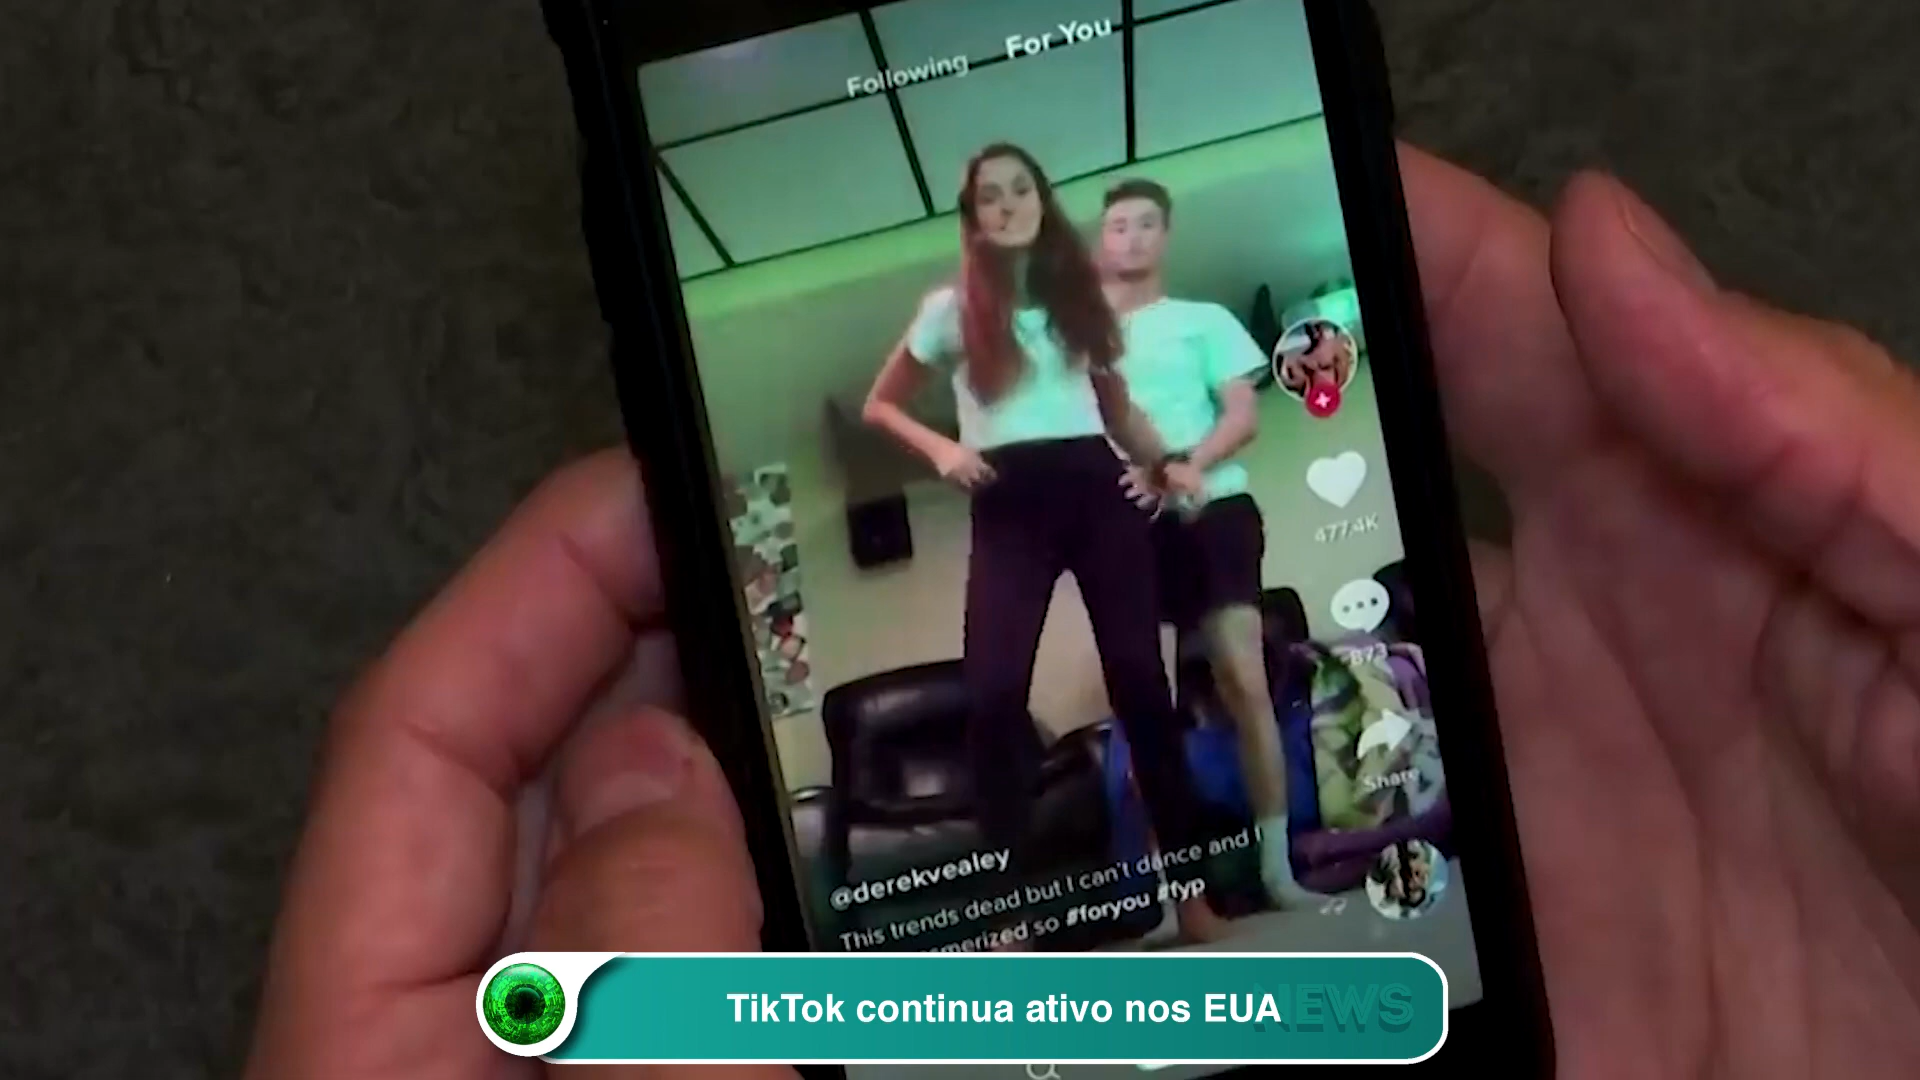 Following For You
477.4K
873
Share
@derekvealey
This trends dead but I can't dance and I
so #foryou #fyp
TikTok continua ativo nos EUA
NEWS